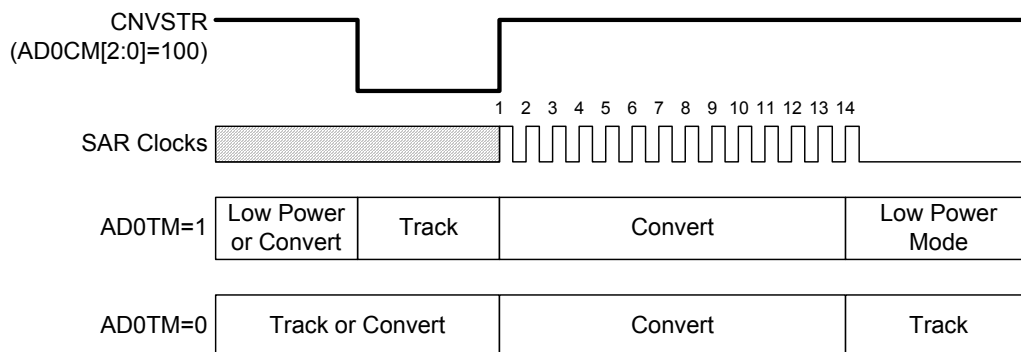 CNVSTR
(AD0CM[2:0]=100)
1 2 3 4 5 6 7 8 9 10 11 12 13 14
SAR Clocks
AD0TM=1
Low Power
or Convert
Track
Convert
Low Power
Mode
AD0TM=0
Track or Convert
Convert
Track